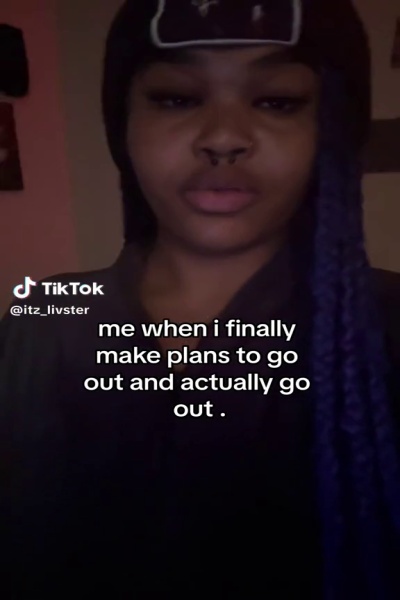 TikTok
@itz_livster
me when i finally
make plans to go
out and actually go
out .